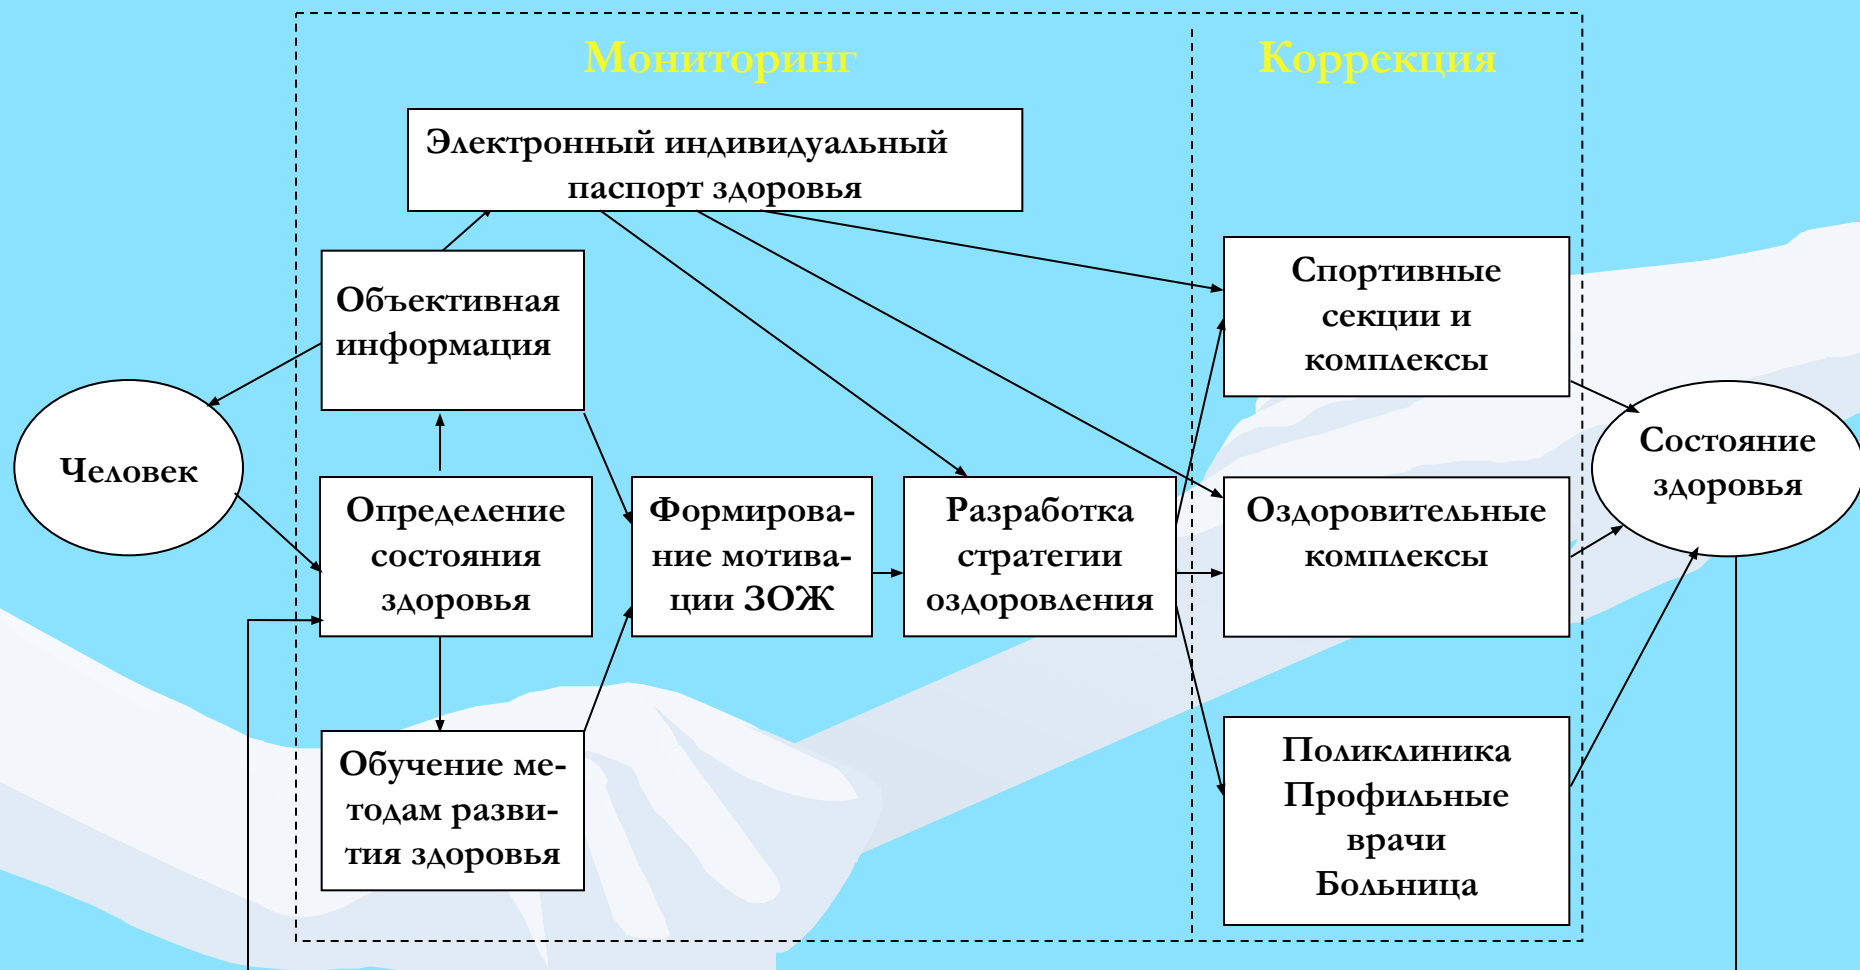 Мониторинг
Коррекция
Электронный индивидуальный
паспорт здоровья
Объективная
информация
Спортивные
секции и
комплексы
Человек
Состояние
здоровья
Определение
состояния
здоровья
Формирова-
ние мотива-
ции ЗОЖ
Разработка
стратегии
оздоровления
Оздоровительные
комплексы
Обучение ме-
тодам разви-
тия здоровья
Поликлиника
Профильные
врачи
Больница